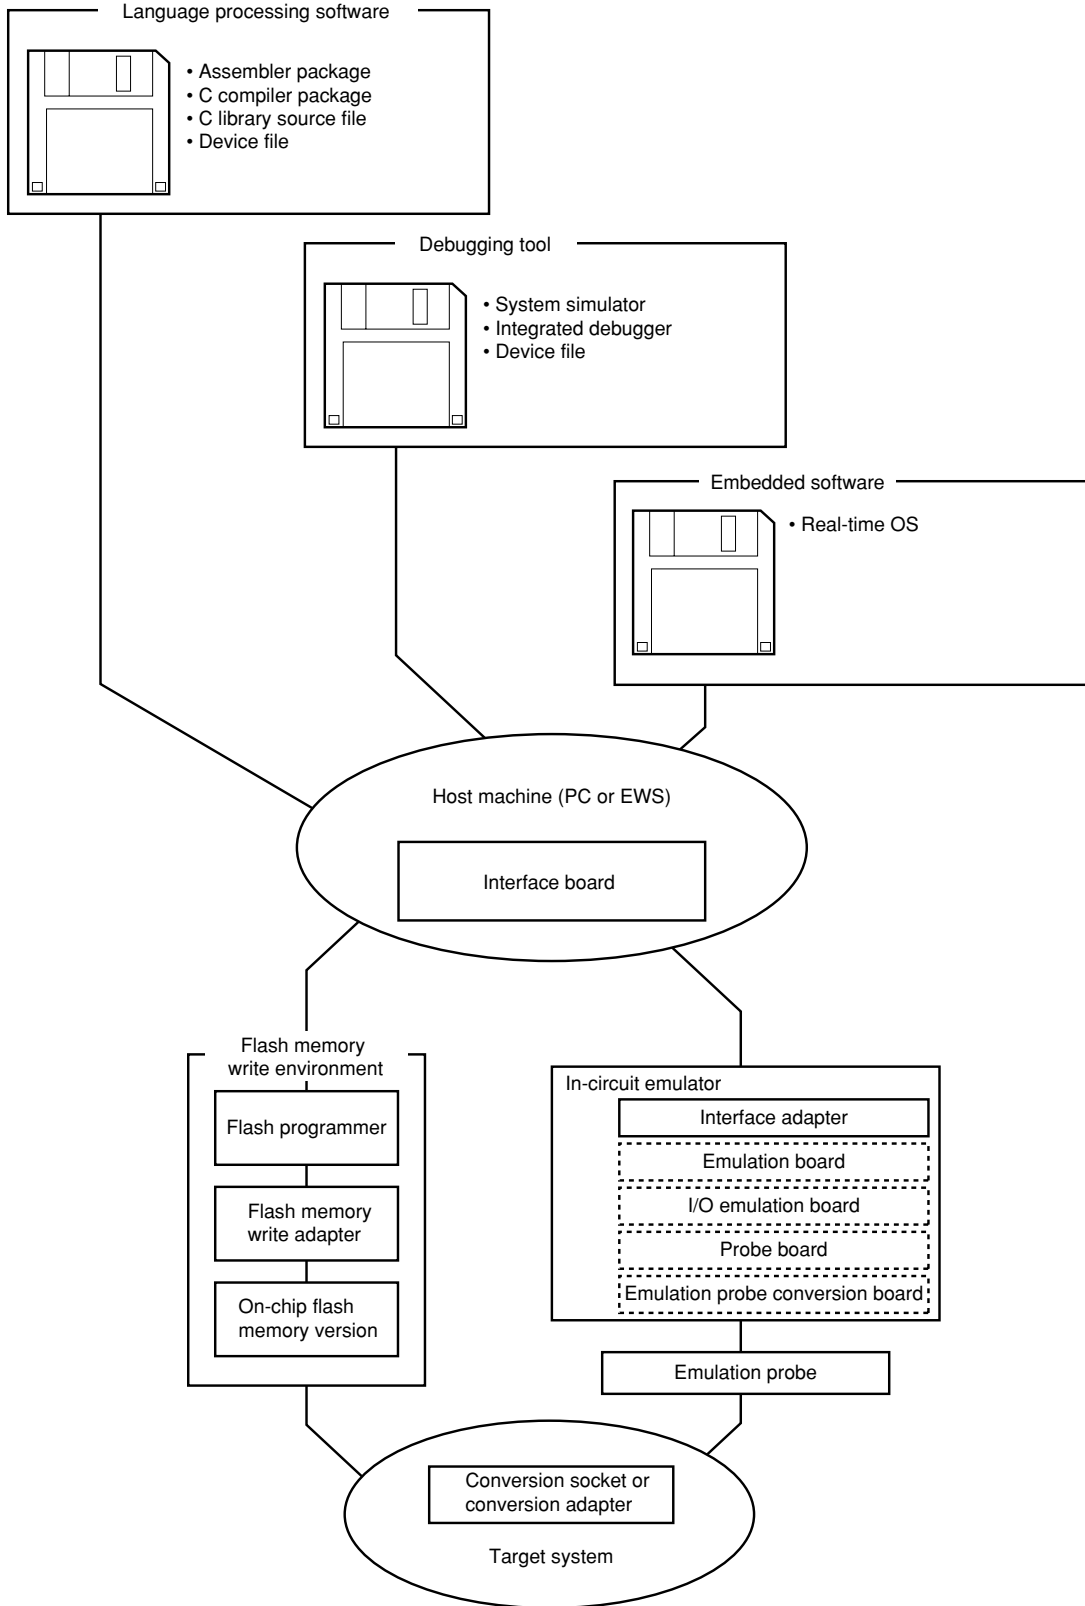 Language processing software
• Assembler package
• C compiler package
• C library source file
• Device file
Debugging tool
• System simulator
• Integrated debugger
• Device file
Embedded software
• Real-time OS
Host machine (PC or EWS)
Interface board
Flash memory
write environment
Flash programmer
Flash memory
write adapter
On-chip flash
memory version
In-circuit emulator
Interface adapter
Emulation board
I/O emulation board
Probe board
Emulation probe conversion board
Emulation probe
Conversion socket or
conversion adapter
Target system